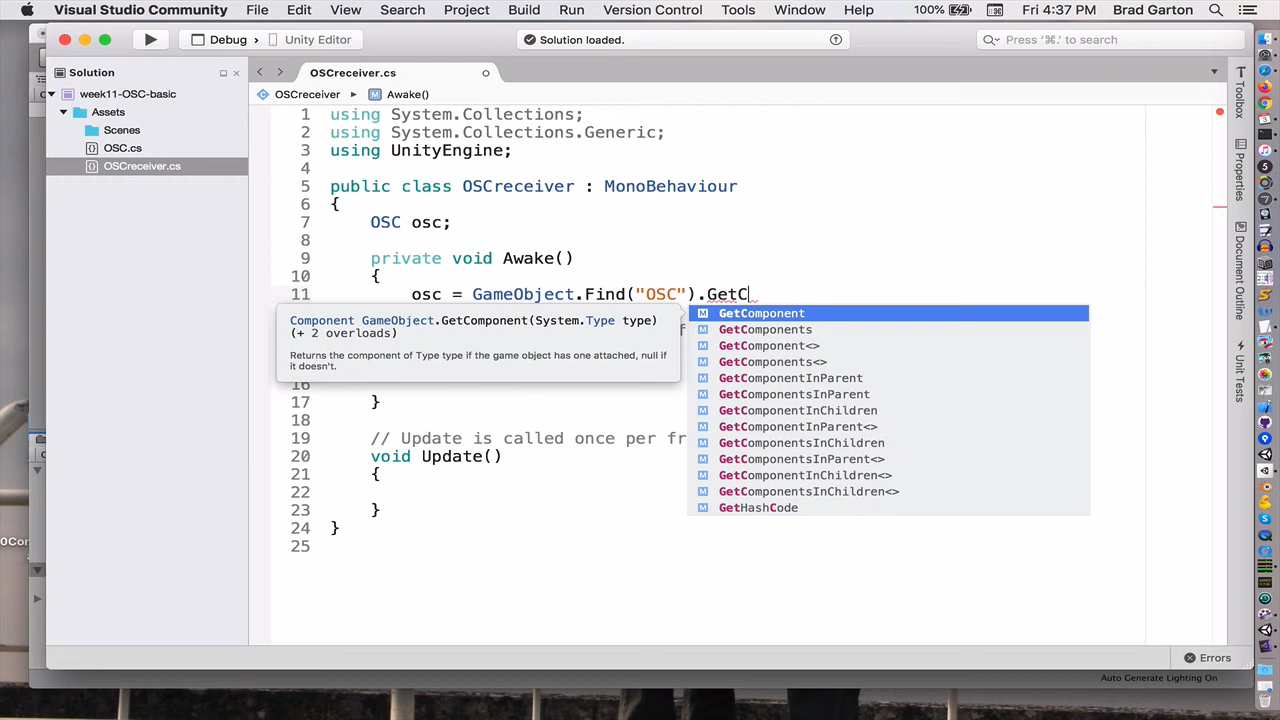 Visual Studio Community File Edit View Search Project Build Run Version Control Tools Window Help 100% Fri 4:37 PM Brad Garton
Debug > Unity Editor
Solution loaded.
Press '⌘.' to search
Solution
OSCreceiver.cs
week11-OSC-basic
OSCreceiver Awake()
Assets
Scenes
OSC.cs
OSCreceiver.cs
1 using System.Collections;
2 using System.Collections.Generic;
3 using UnityEngine;
4
5 public class OSCreceiver : MonoBehaviour
6 {
7 OSC osc;
8
9 private void Awake()
10 {
11 osc = GameObject.Find("OSC").GetC
Component GameObject.GetComponent(System.Type type)
(+ 2 overloads)
Returns the component of Type type if the game object has one attached, null if
it doesn't.
GetComponent
GetComponents
GetComponent<>
GetComponents<>
GetComponentInParent
GetComponentsInParent
GetComponentInChildren
GetComponentInParent<>
GetComponentsInChildren
GetComponentsInParent<>
GetComponentInChildren<>
GetComponentsInChildren<>
GetHashCode
16
17 }
18
19 // Update is called once per fr
20 void Update()
21 {
22
23 }
24 }
25
Toolbox
Properties
Document Outline
Unit Tests
Errors
Auto Generate Lighting On